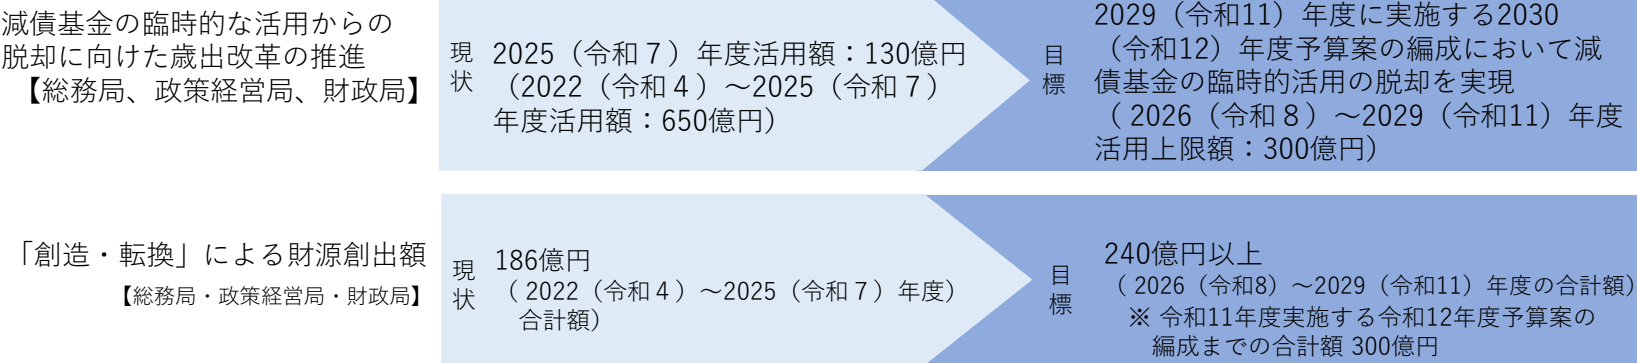 減債基金の臨時的な活用からの
脱却に向けた歳出改革の推進
【総務局、政策経営局、財政局】
現状
2025（令和７）年度活用額：130億円
（2022（令和４）～2025（令和７）
年度活用額：650億円）
目標
2029（令和11）年度に実施する2030
（令和12）年度予算案の編成において減
債基金の臨時的活用の脱却を実現
（ 2026（令和８）～2029（令和11）年度
活用上限額：300億円）
「創造・転換」による財源創出額
【総務局・政策経営局・財政局】
現状
186億円
（ 2022（令和４）～2025（令和７）年度）
合計額）
目標
240億円以上
（ 2026（令和8）～2029（令和11）年度の合計額）
※ 令和11年度実施する令和12年度予算案の
編成までの合計額 300億円